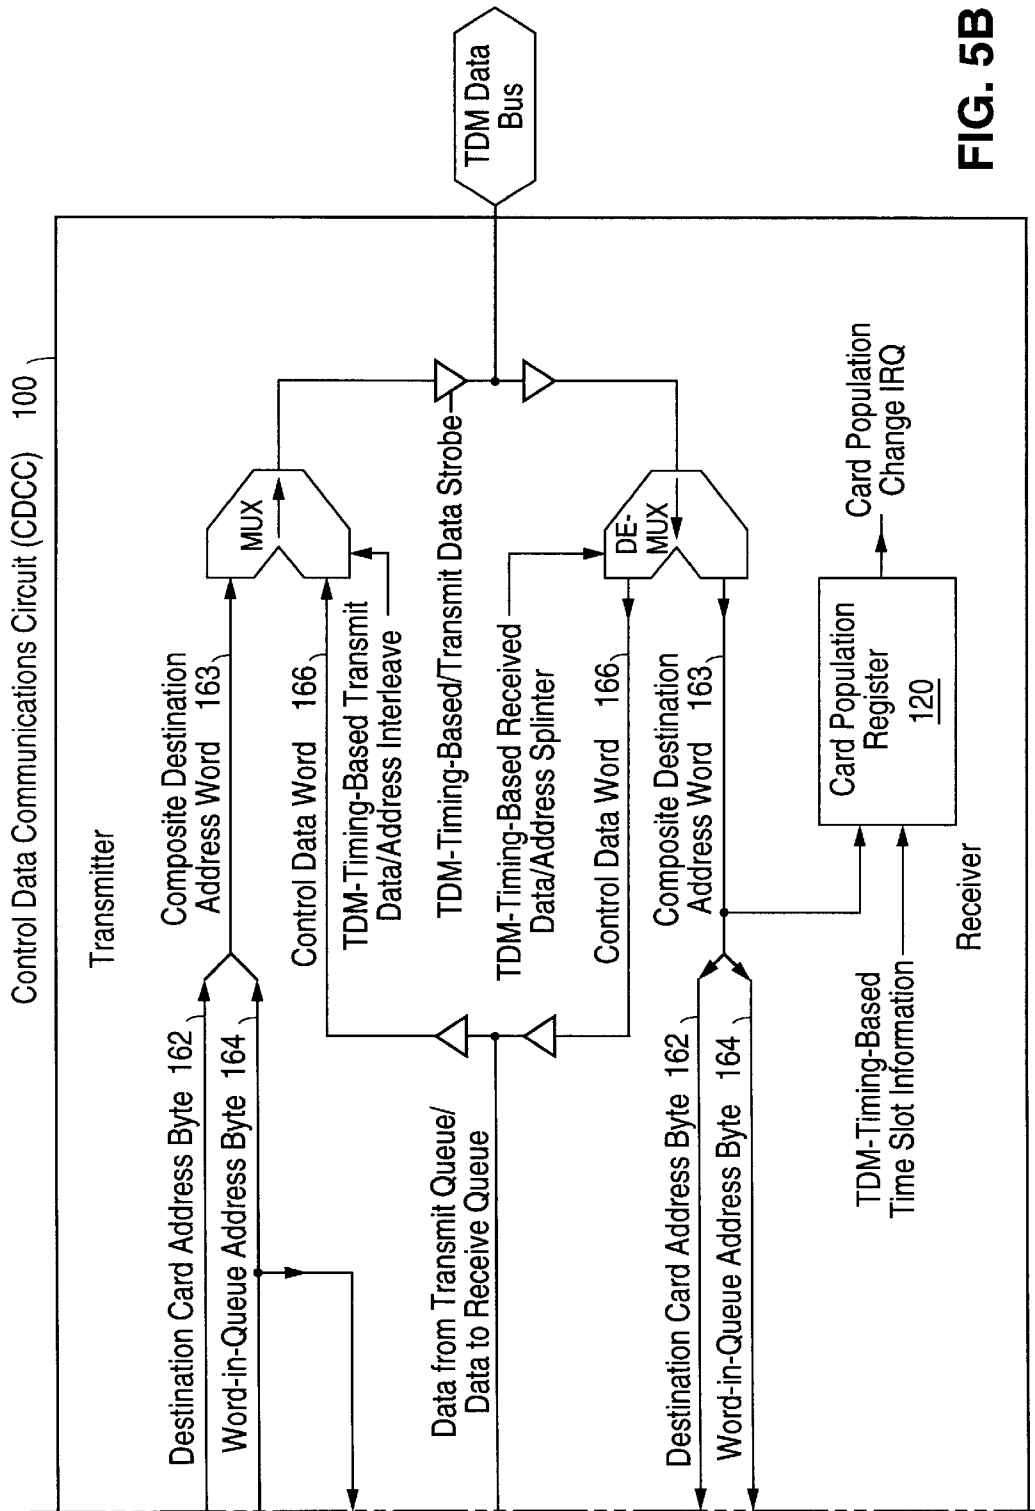 Control Data Communications Circuit (CDCC) 100
Transmitter
Destination Card Address Byte 162
Word-in-Queue Address Byte 164
Composite Destination
Address Word 163
Control Data Word 166
TDM-Timing-Based Transmit
Data/Address Interleave
MUX
TDM-Timing-Based/Transmit Data Strobe
TDM Data
Bus
Data from Transmit Queue/
Data to Receive Queue
TDM-Timing-Based Received
Data/Address Splinter
DE-
MUX
Control Data Word 166
Composite Destination
Address Word 163
Destination Card Address Byte 162
Word-in-Queue Address Byte 164
TDM-Timing-Based
Time Slot Information
Card Population
Register
120
Card Population
Change IRQ
Receiver
FIG. 5B